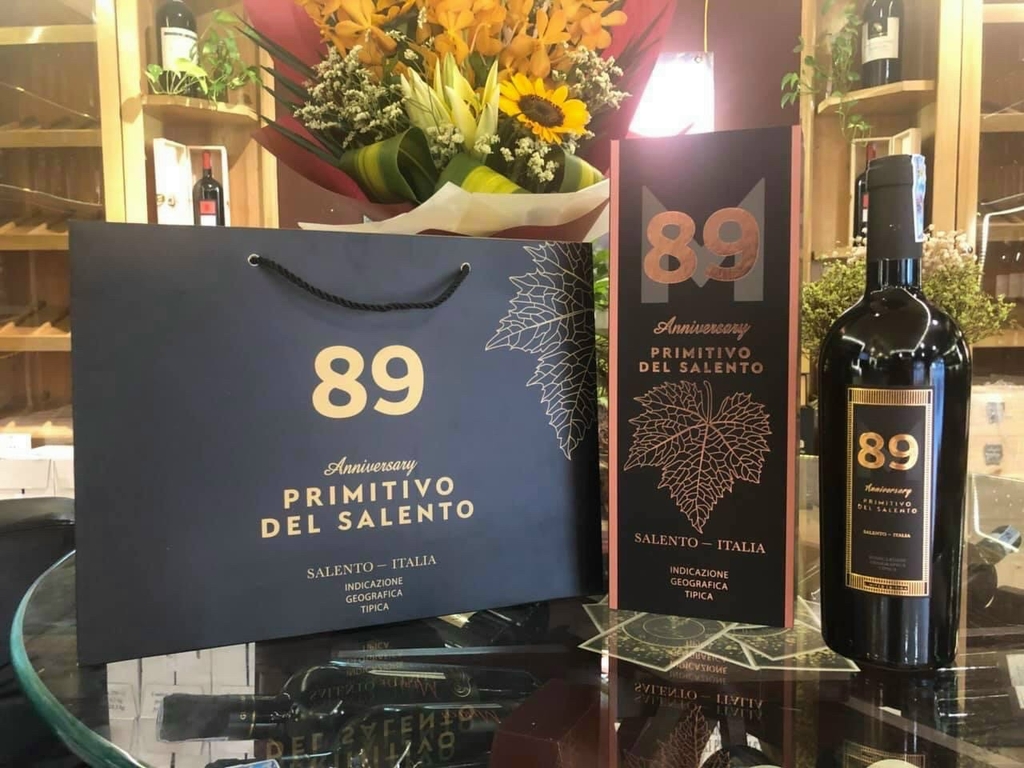 89
Anniversary
PRIMITIVO
DEL SALENTO
SALENTO — ITALIA
INDICAZIONE
GEOGRAFICA
TIPICA
M
89
Anniversary
PRIMITIVO
DEL SALENTO
SALENTO — ITALIA
INDICAZIONE
GEOGRAFICA
TIPICA
89
Anniversary
PRIMITIVO
DEL SALENTO
SALENTO — ITALIA